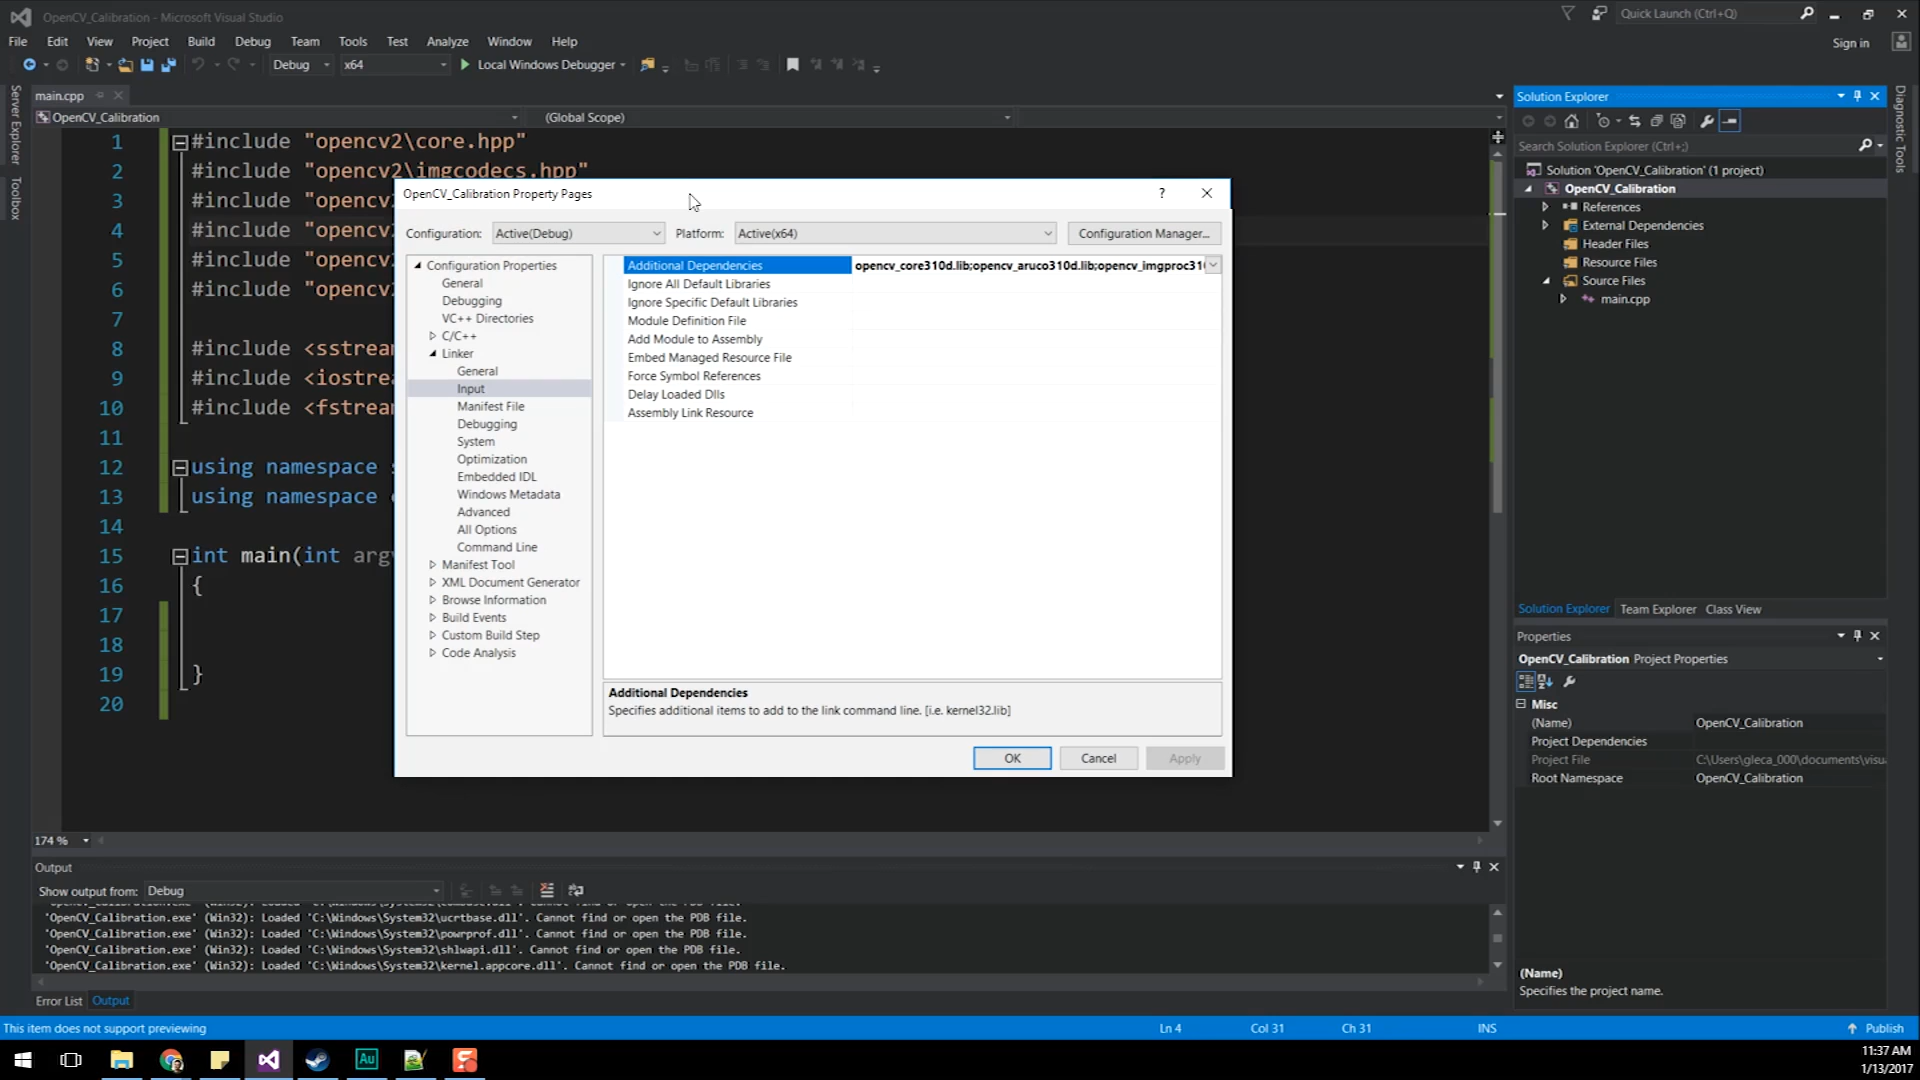 OpenCV_Calibration - Microsoft Visual Studio
Quick Launch (Ctrl+Q)
File Edit View Project Build Debug Team Tools Test Analyze Window Help
Sign in
Debug x64 Local Windows Debugger
Server Explorer
Toolbox
main.cpp
OpenCV_Calibration (Global Scope)
1 #include "opencv2\core.hpp"
2 #include "opencv2\imgcodecs.hpp"
3 #include "opencv2
4 #include "opencv2
5 #include "opencv2
6 #include "opencv2
7
8 #include <sstream
9 #include <iostrea
10 #include <fstream
11
12 using namespace
13 using namespace
14
15 int main(int argv
16 {
17
18
19 }
20
174 %
OpenCV_Calibration Property Pages
?
Configuration: Active(Debug) Platform: Active(x64) Configuration Manager...
Configuration Properties
General
Debugging
VC++ Directories
C/C++
Linker
General
Input
Manifest File
Debugging
System
Optimization
Embedded IDL
Windows Metadata
Advanced
All Options
Command Line
Manifest Tool
XML Document Generator
Browse Information
Build Events
Custom Build Step
Code Analysis
Additional Dependencies opencv_core310d.lib;opencv_aruco310d.lib;opencv_imgproc31
Ignore All Default Libraries
Ignore Specific Default Libraries
Module Definition File
Add Module to Assembly
Embed Managed Resource File
Force Symbol References
Delay Loaded Dlls
Assembly Link Resource
Additional Dependencies
Specifies additional items to add to the link command line. [i.e. kernel32.lib]
OK Cancel Apply
Solution Explorer
Search Solution Explorer (Ctrl+;)
Solution 'OpenCV_Calibration' (1 project)
OpenCV_Calibration
References
External Dependencies
Header Files
Resource Files
Source Files
main.cpp
Solution Explorer Team Explorer Class View
Diagnostic Tools
Properties
OpenCV_Calibration Project Properties
Misc
(Name) OpenCV_Calibration
Project Dependencies
Project File C:\Users\gleca_000\documents\visu
Root Namespace OpenCV_Calibration
(Name)
Specifies the project name.
Output
Show output from: Debug
'OpenCV_Calibration.exe' (Win32): Loaded 'C:\Windows\System32\ucrtbase.dll'. Cannot find or open the PDB file.
'OpenCV_Calibration.exe' (Win32): Loaded 'C:\Windows\System32\powrprof.dll'. Cannot find or open the PDB file.
'OpenCV_Calibration.exe' (Win32): Loaded 'C:\Windows\System32\shlwapi.dll'. Cannot find or open the PDB file.
'OpenCV_Calibration.exe' (Win32): Loaded 'C:\Windows\System32\kernel.appcore.dll'. Cannot find or open the PDB file.
Error List Output
This item does not support previewing Ln 4 Col 31 Ch 31 INS Publish
Au
11:37 AM
1/13/2017